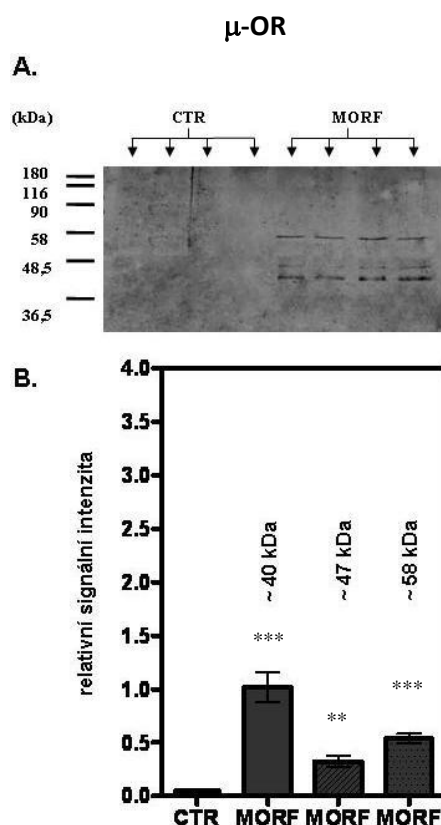 μ-OR
A.
(kDa) CTR MORF
180
116
90
58
48,5
36,5
B.
relativní signální intenzita
4.0
3.5
3.0
2.5
2.0
1.5
1.0
0.5
0.0
~ 40 kDa
~ 47 kDa
~ 58 kDa
***
**
***
CTR MORF MORF MORF